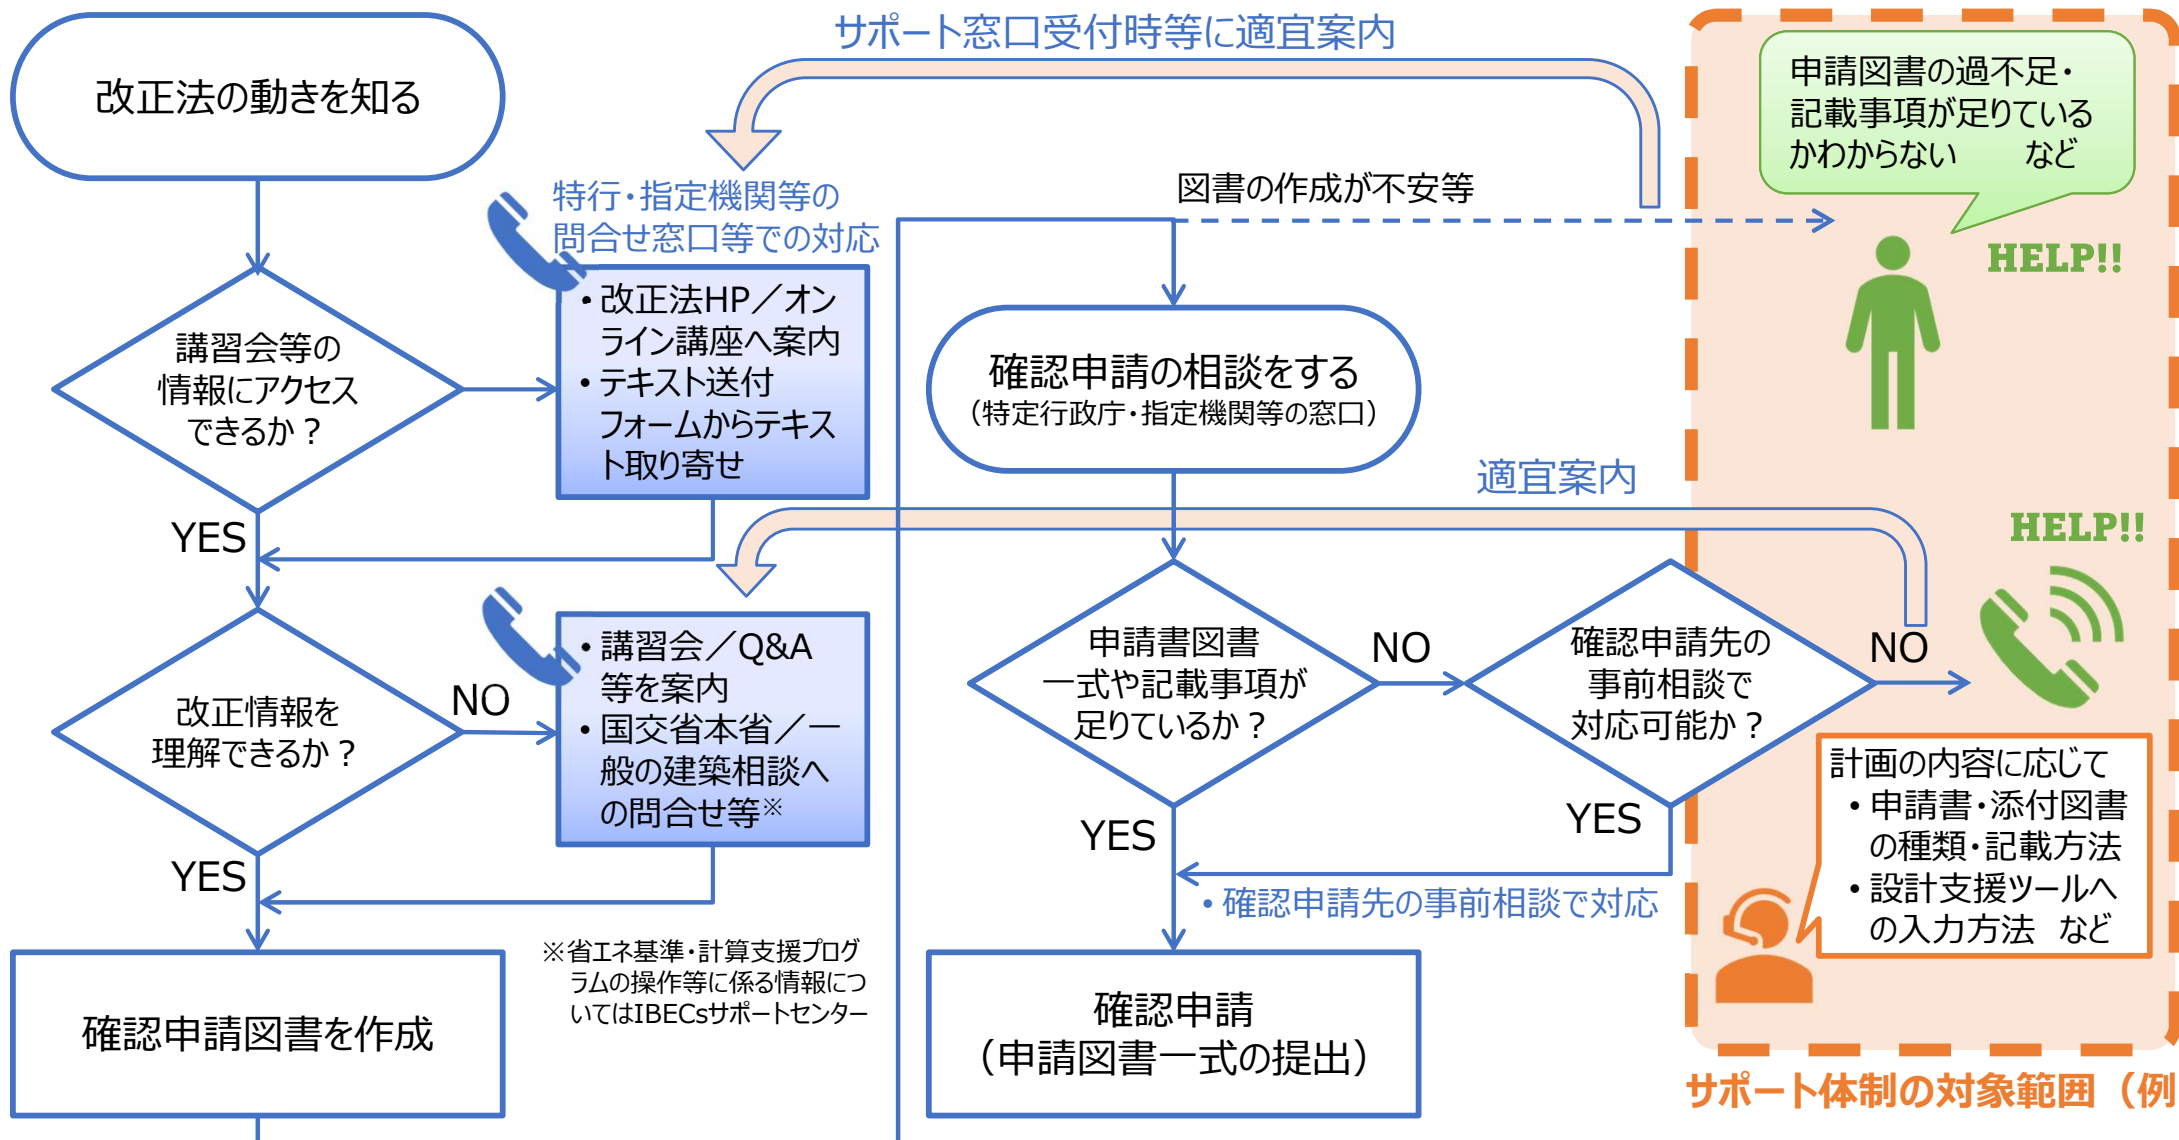 改正法の動きを知る
講習会等の
情報にアクセス
できるか？
YES
改正情報を
理解できるか？
NO
YES
確認申請図書を作成
サポート窓口受付時等に適宜案内
特行・指定機関等の
問合せ窓口等での対応
・改正法HP／オン
ライン講座へ案内
・テキスト送付
フォームからテキス
ト取り寄せ
・講習会／Q&A
等を案内
・国交省本省／一
般の建築相談へ
の問合せ等※
※省エネ基準・計算支援プログ
ラムの操作等に係る情報につ
いてはIBECsサポートセンター
図書の作成が不安等
確認申請の相談をする
（特定行政庁・指定機関等の窓口）
適宜案内
申請書図書
一式や記載事項が
足りているか？
NO
YES
確認申請先の
事前相談で
対応可能か？
NO
YES
・確認申請先の事前相談で対応
確認申請
（申請図書一式の提出）
申請図書の過不足・
記載事項が足りている
かわからない　　など
HELP!!
HELP!!
計画の内容に応じて
・申請書・添付図書
の種類・記載方法
・設計支援ツールへ
の入力方法　など
サポート体制の対象範囲（例